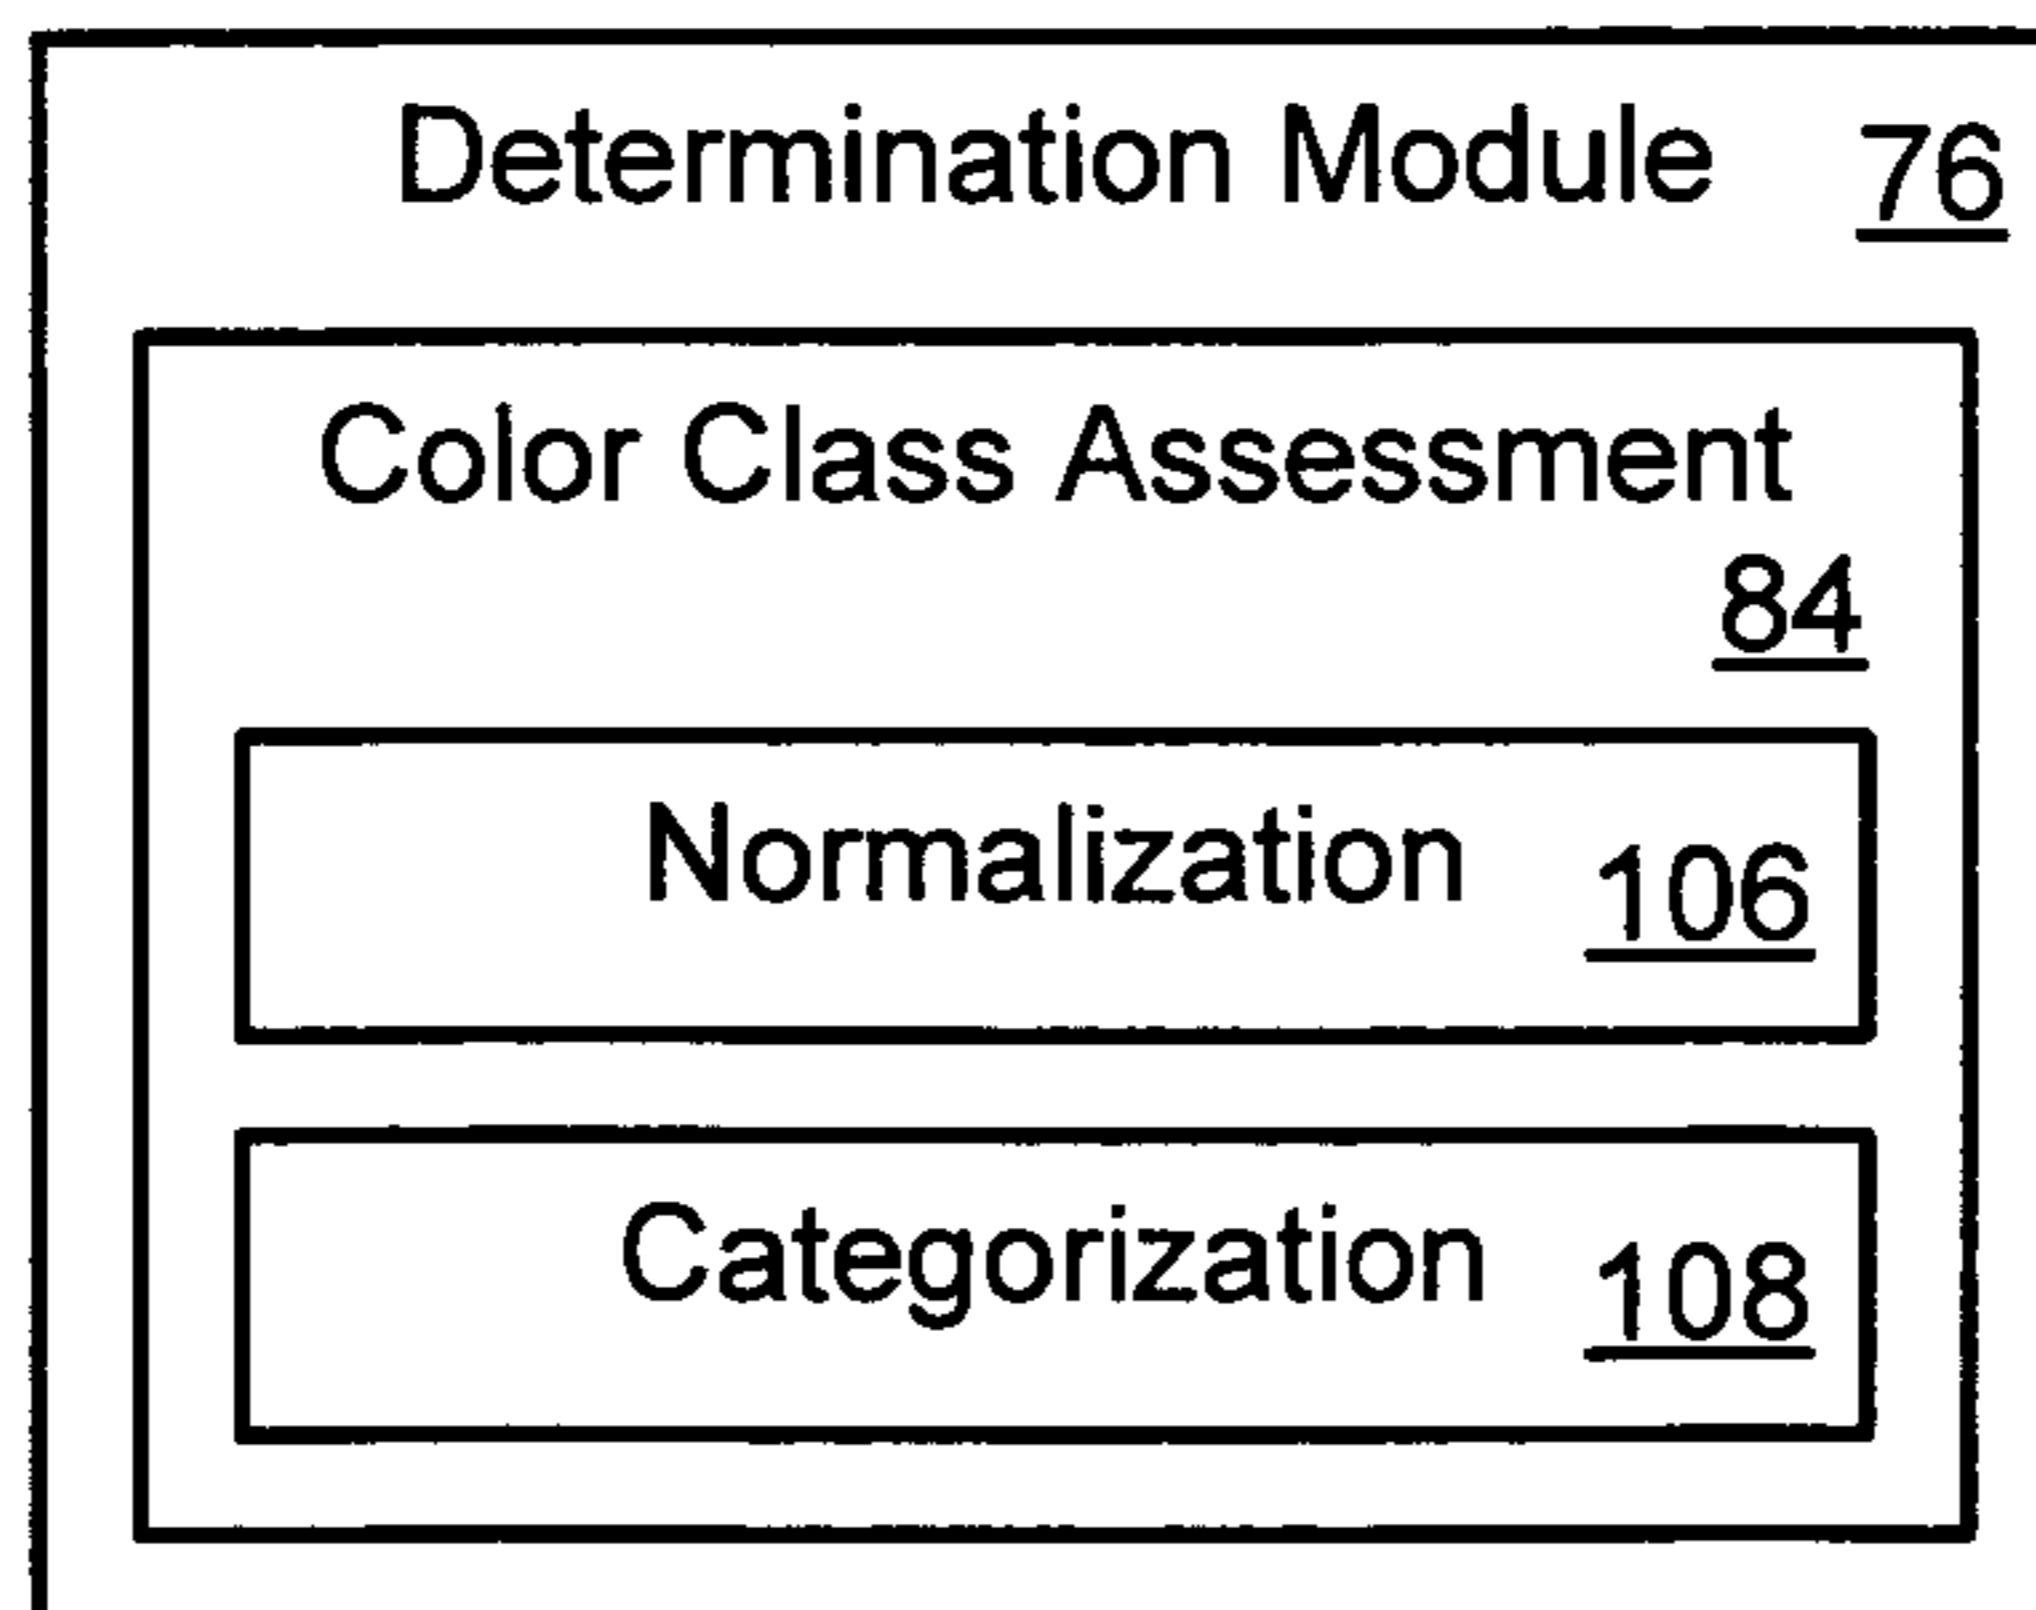 Determination Module 76
Color Class Assessment
84
Normalization 106
Categorization 108